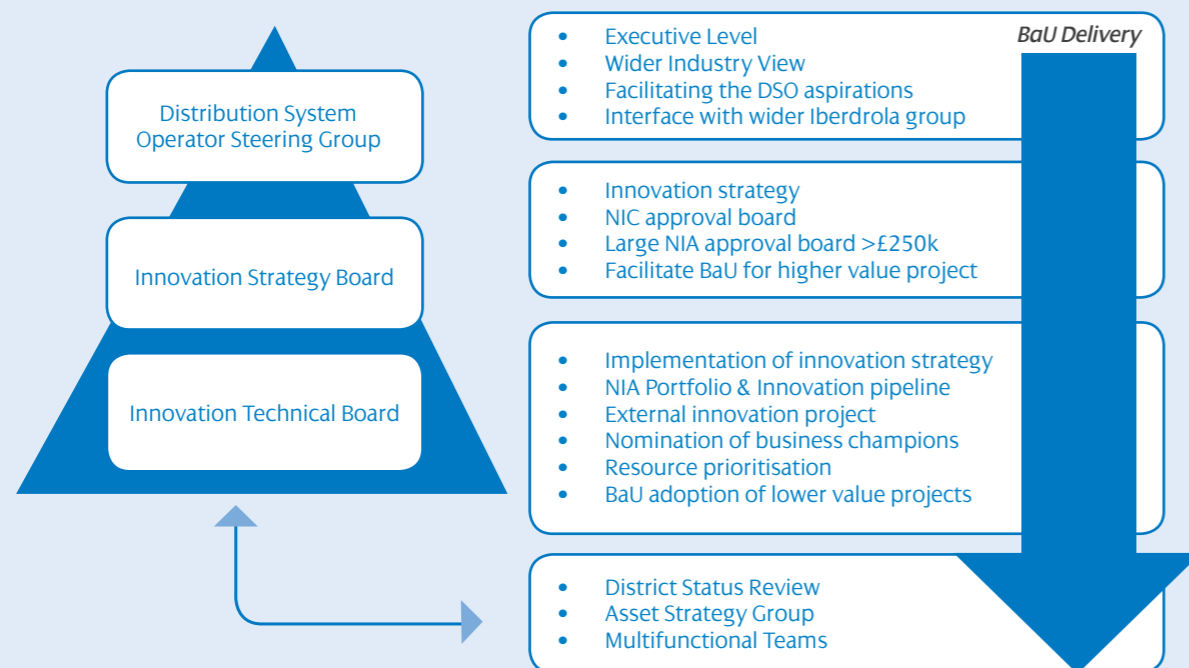 Distribution System
Operator Steering Group
Innovation Strategy Board
Innovation Technical Board
BaU Delivery
• Executive Level
• Wider Industry View
• Facilitating the DSO aspirations
• Interface with wider Iberdrola group
• Innovation strategy
• NIC approval board
• Large NIA approval board >£250k
• Facilitate BaU for higher value project
• Implementation of innovation strategy
• NIA Portfolio & Innovation pipeline
• External innovation project
• Nomination of business champions
• Resource prioritisation
• BaU adoption of lower value projects
• District Status Review
• Asset Strategy Group
• Multifunctional Teams